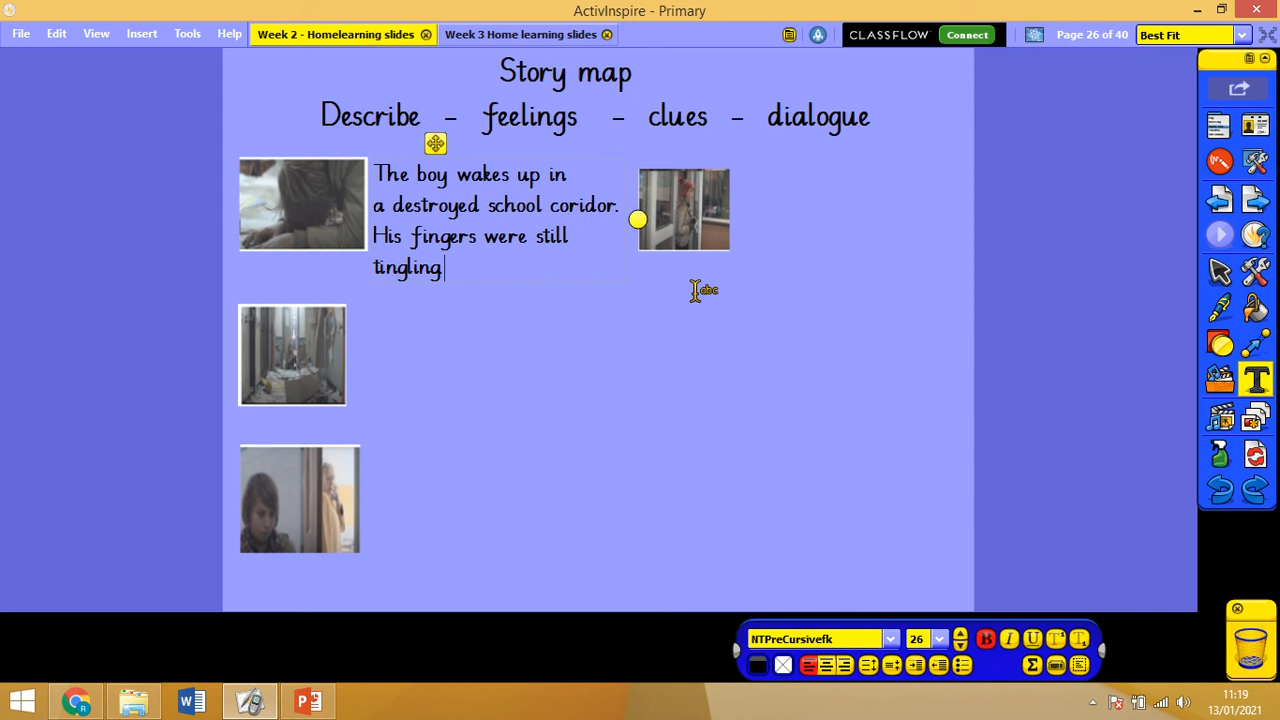 ActivInspire - Primary
File Edit View Insert Tools Help
Week 2 - Homelearning slides
Week 3 Home learning slides
CLASSFLOW Connect
Page 26 of 40
Best Fit
Story map
Describe - feelings - clues - dialogue
The boy wakes up in
a destroyed school coridor.
His fingers were still
tingling
abc
NTPreCursivefk 26 B I U T T
Σ
T
11:19
13/01/2021